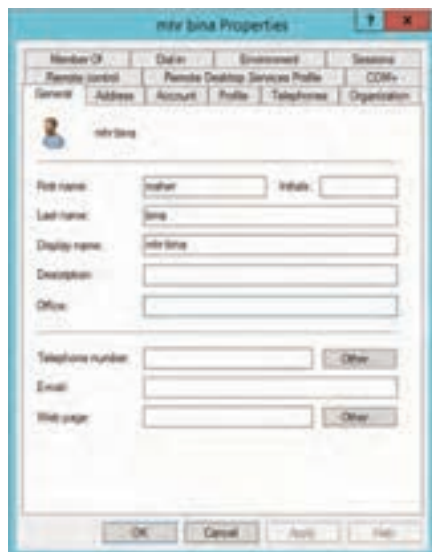 mhr bina Properties
? x
Member Of Dial-in Environment Sessions
Remote control Remote Desktop Services Profile COM+
General Address Account Profile Telephones Organization
mhr bina
First name: maher Initials:
Last name: bina
Display name: mhr bina
Description:
Office:
Telephone number: Other...
E-mail:
Web page: Other...
OK Cancel Apply Help